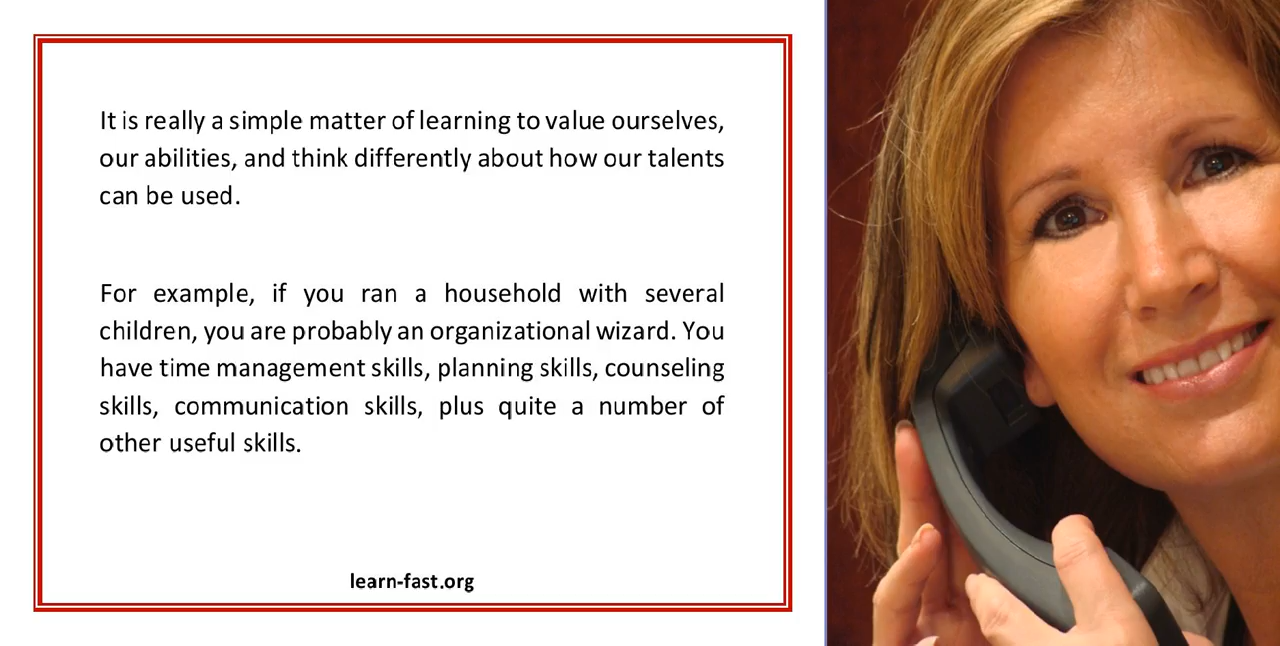 It is really a simple matter of learning to value ourselves,
our abilities, and think differently about how our talents
can be used.
For example, if you ran a household with several
children, you are probably an organizational wizard. You
have time management skills, planning skills, counseling
skills, communication skills, plus quite a number of
other useful skills.
learn-fast.org